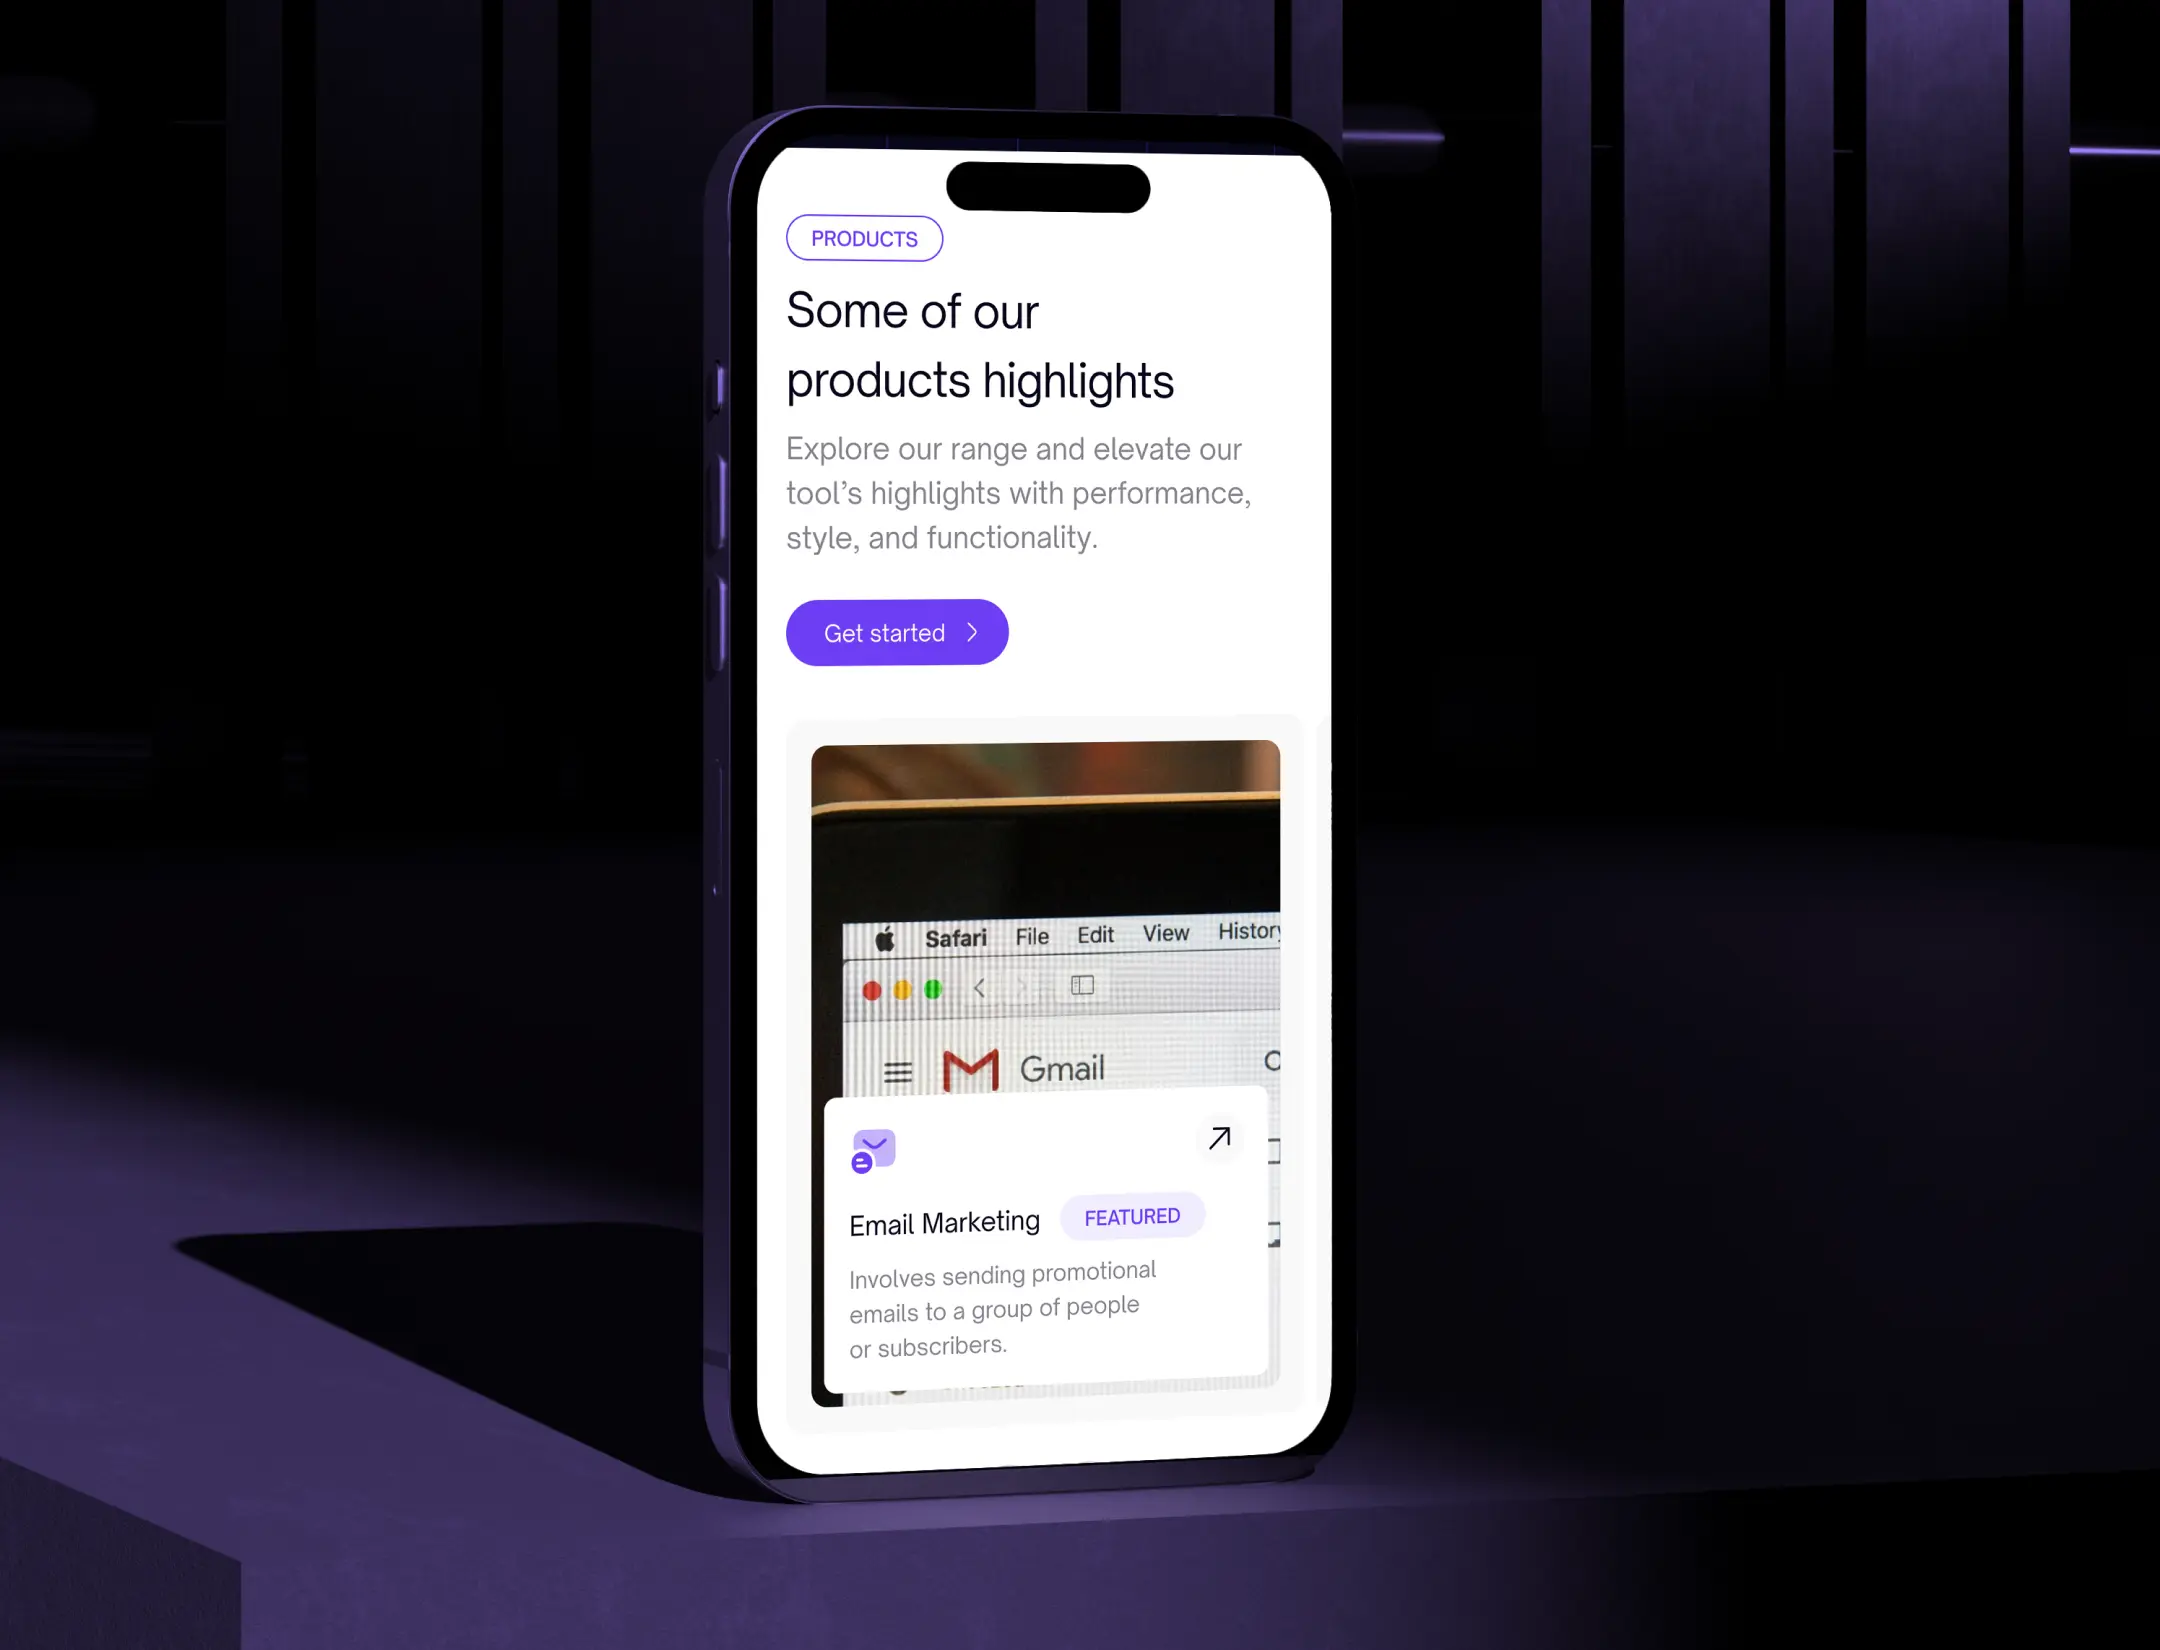 PRODUCTS
Some of our
products highlights
Explore our range and elevate our
tool’s highlights with performance,
style, and functionality.
Get started
Safari File Edit View History
Gmail
Email Marketing FEATURED
Involves sending promotional
emails to a group of people
or subscribers.